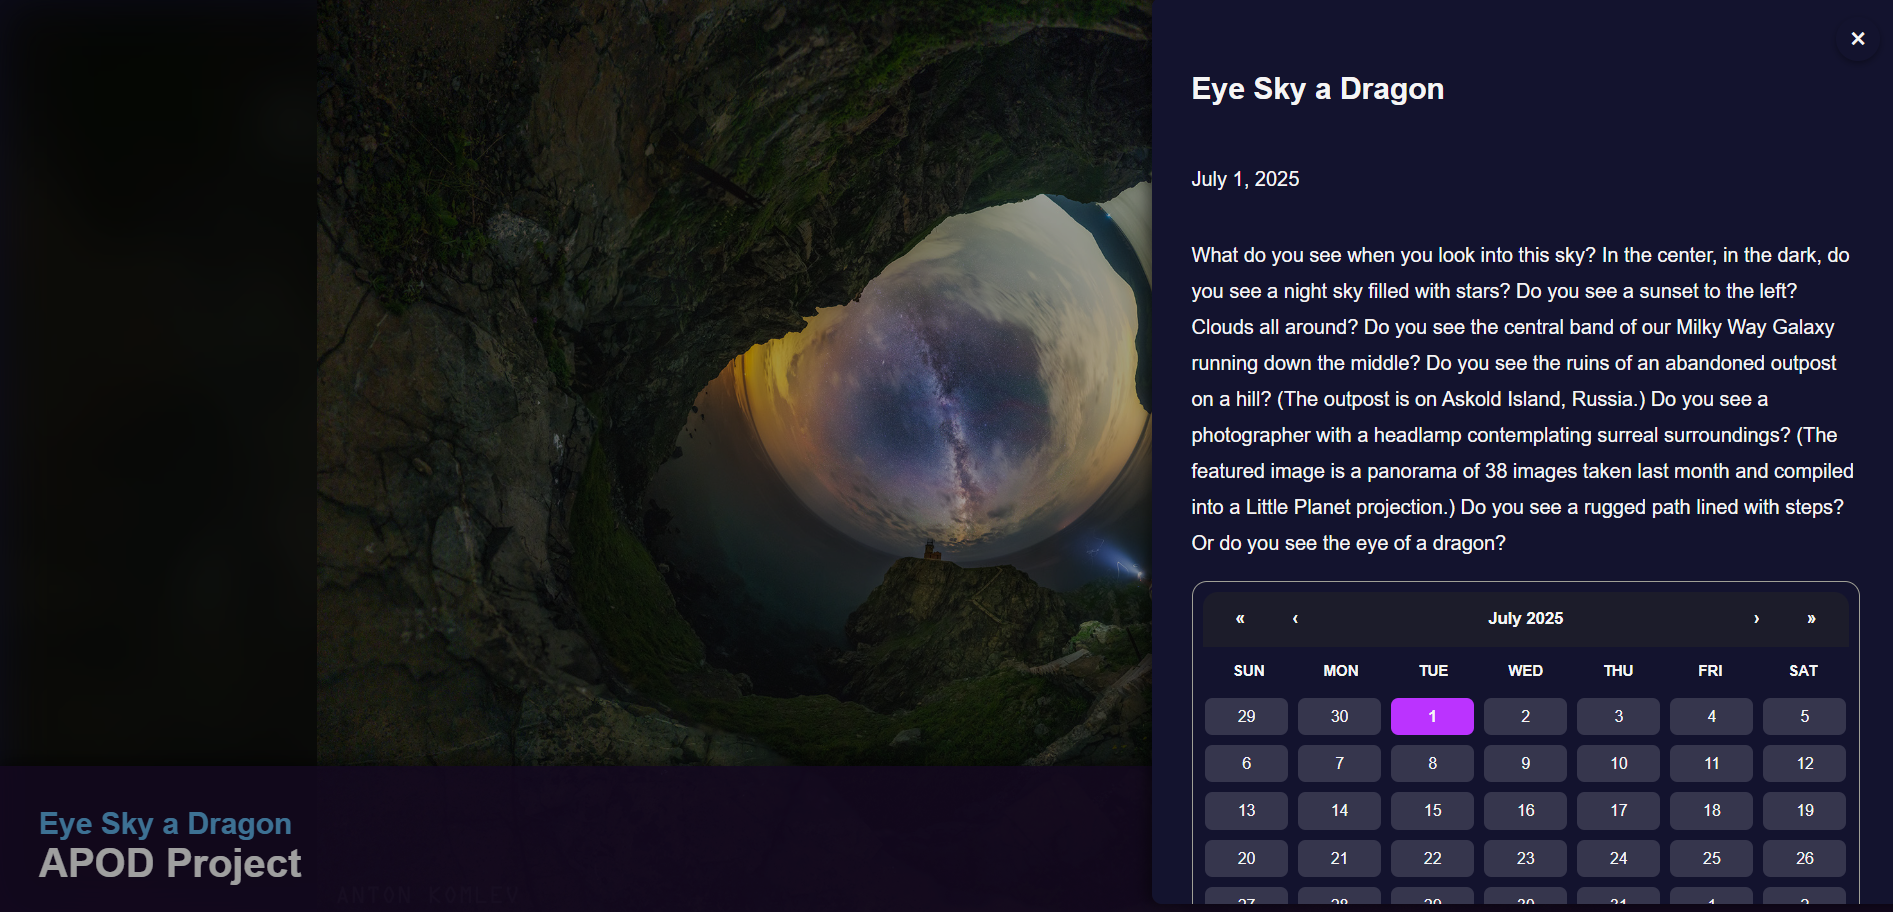 ×
Eye Sky a Dragon
July 1, 2025
What do you see when you look into this sky? In the center, in the dark, do
you see a night sky filled with stars? Do you see a sunset to the left?
Clouds all around? Do you see the central band of our Milky Way Galaxy
running down the middle? Do you see the ruins of an abandoned outpost
on a hill? (The outpost is on Askold Island, Russia.) Do you see a
photographer with a headlamp contemplating surreal surroundings? (The
featured image is a panorama of 38 images taken last month and compiled
into a Little Planet projection.) Do you see a rugged path lined with steps?
Or do you see the eye of a dragon?
« ‹ July 2025 › »
SUN MON TUE WED THU FRI SAT
29 30 1 2 3 4 5
6 7 8 9 10 11 12
13 14 15 16 17 18 19
20 21 22 23 24 25 26
27 28 29 30 31 1 2
Eye Sky a Dragon
APOD Project
ANTON KOMLEV